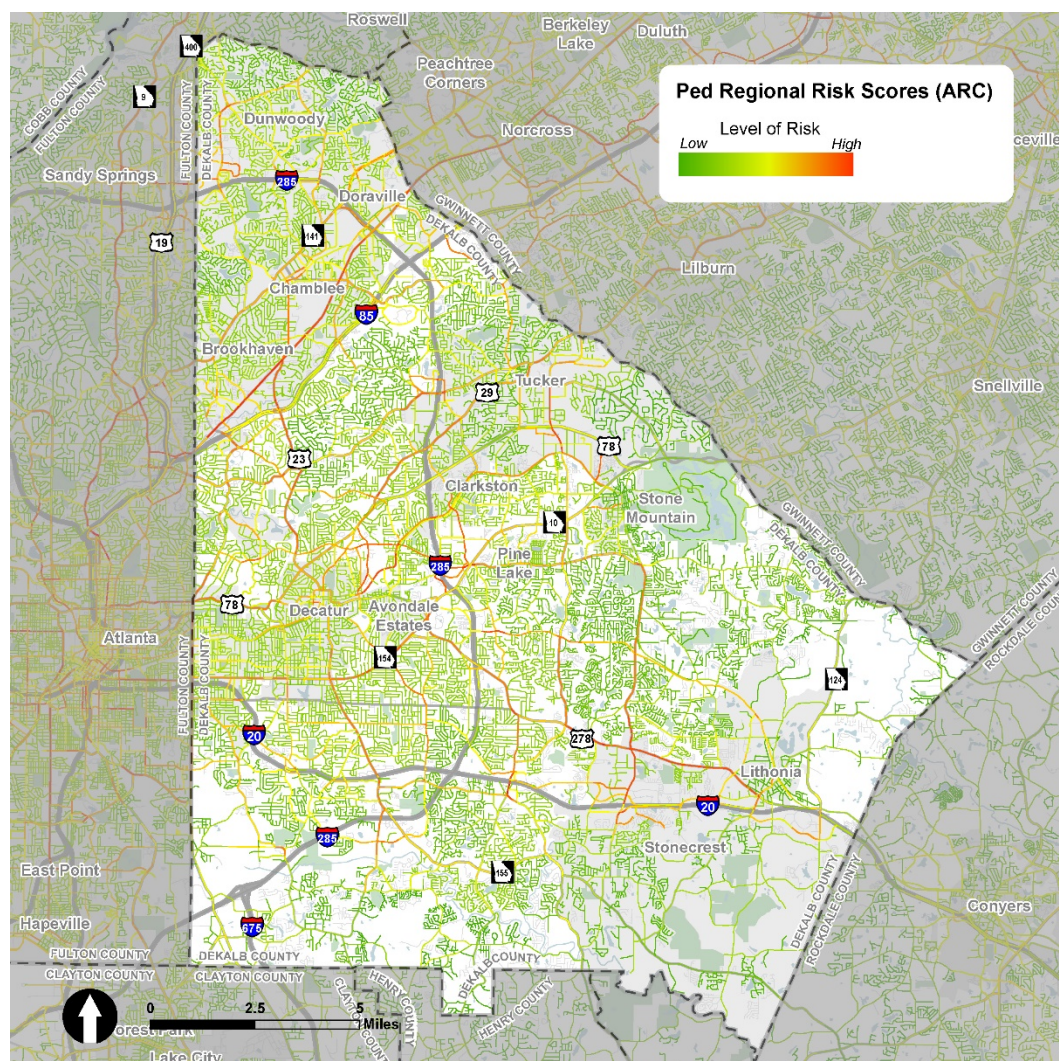 Roswell
Berkeley
Lake
Duluth
Peachtree
Corners
400
9
COBB COUNTY
FULTON COUNTY
FULTON COUNTY
DEKALB COUNTY
Dunwoody
Norcross
Ped Regional Risk Scores (ARC)
Level of Risk
Low
High
ceville
Sandy Springs
285
Doraville
GWINNETT COUNTY
DEKALB COUNTY
19
141
Lilburn
Chamblee
85
Brookhaven
Tucker
29
Snellville
23
78
Clarkston
Stone
Mountain
10
GWINNETT COUNTY
DEKALB COUNTY
285
Pine
Lake
78
Decatur
Avondale
Estates
Atlanta
FULTON COUNTY
DEKALB COUNTY
154
124
GWINNETT COUNTY
ROCKDALE COU
20
278
Lithonia
20
285
Stonecrest
East Point
155
DEKALB COUNTY
ROCKDALE COUNTY
Conyers
Hapeville
675
FULTON COUNTY
CLAYTON COUNTY
DEKALB COUNTY
CLAYTON COUNTY
HENRY COUNTY
CLAYTON COUNTY
DEKALB COUNTY
HENRY COUNTY
0 2.5 5
Miles
Forest Park
Lake City